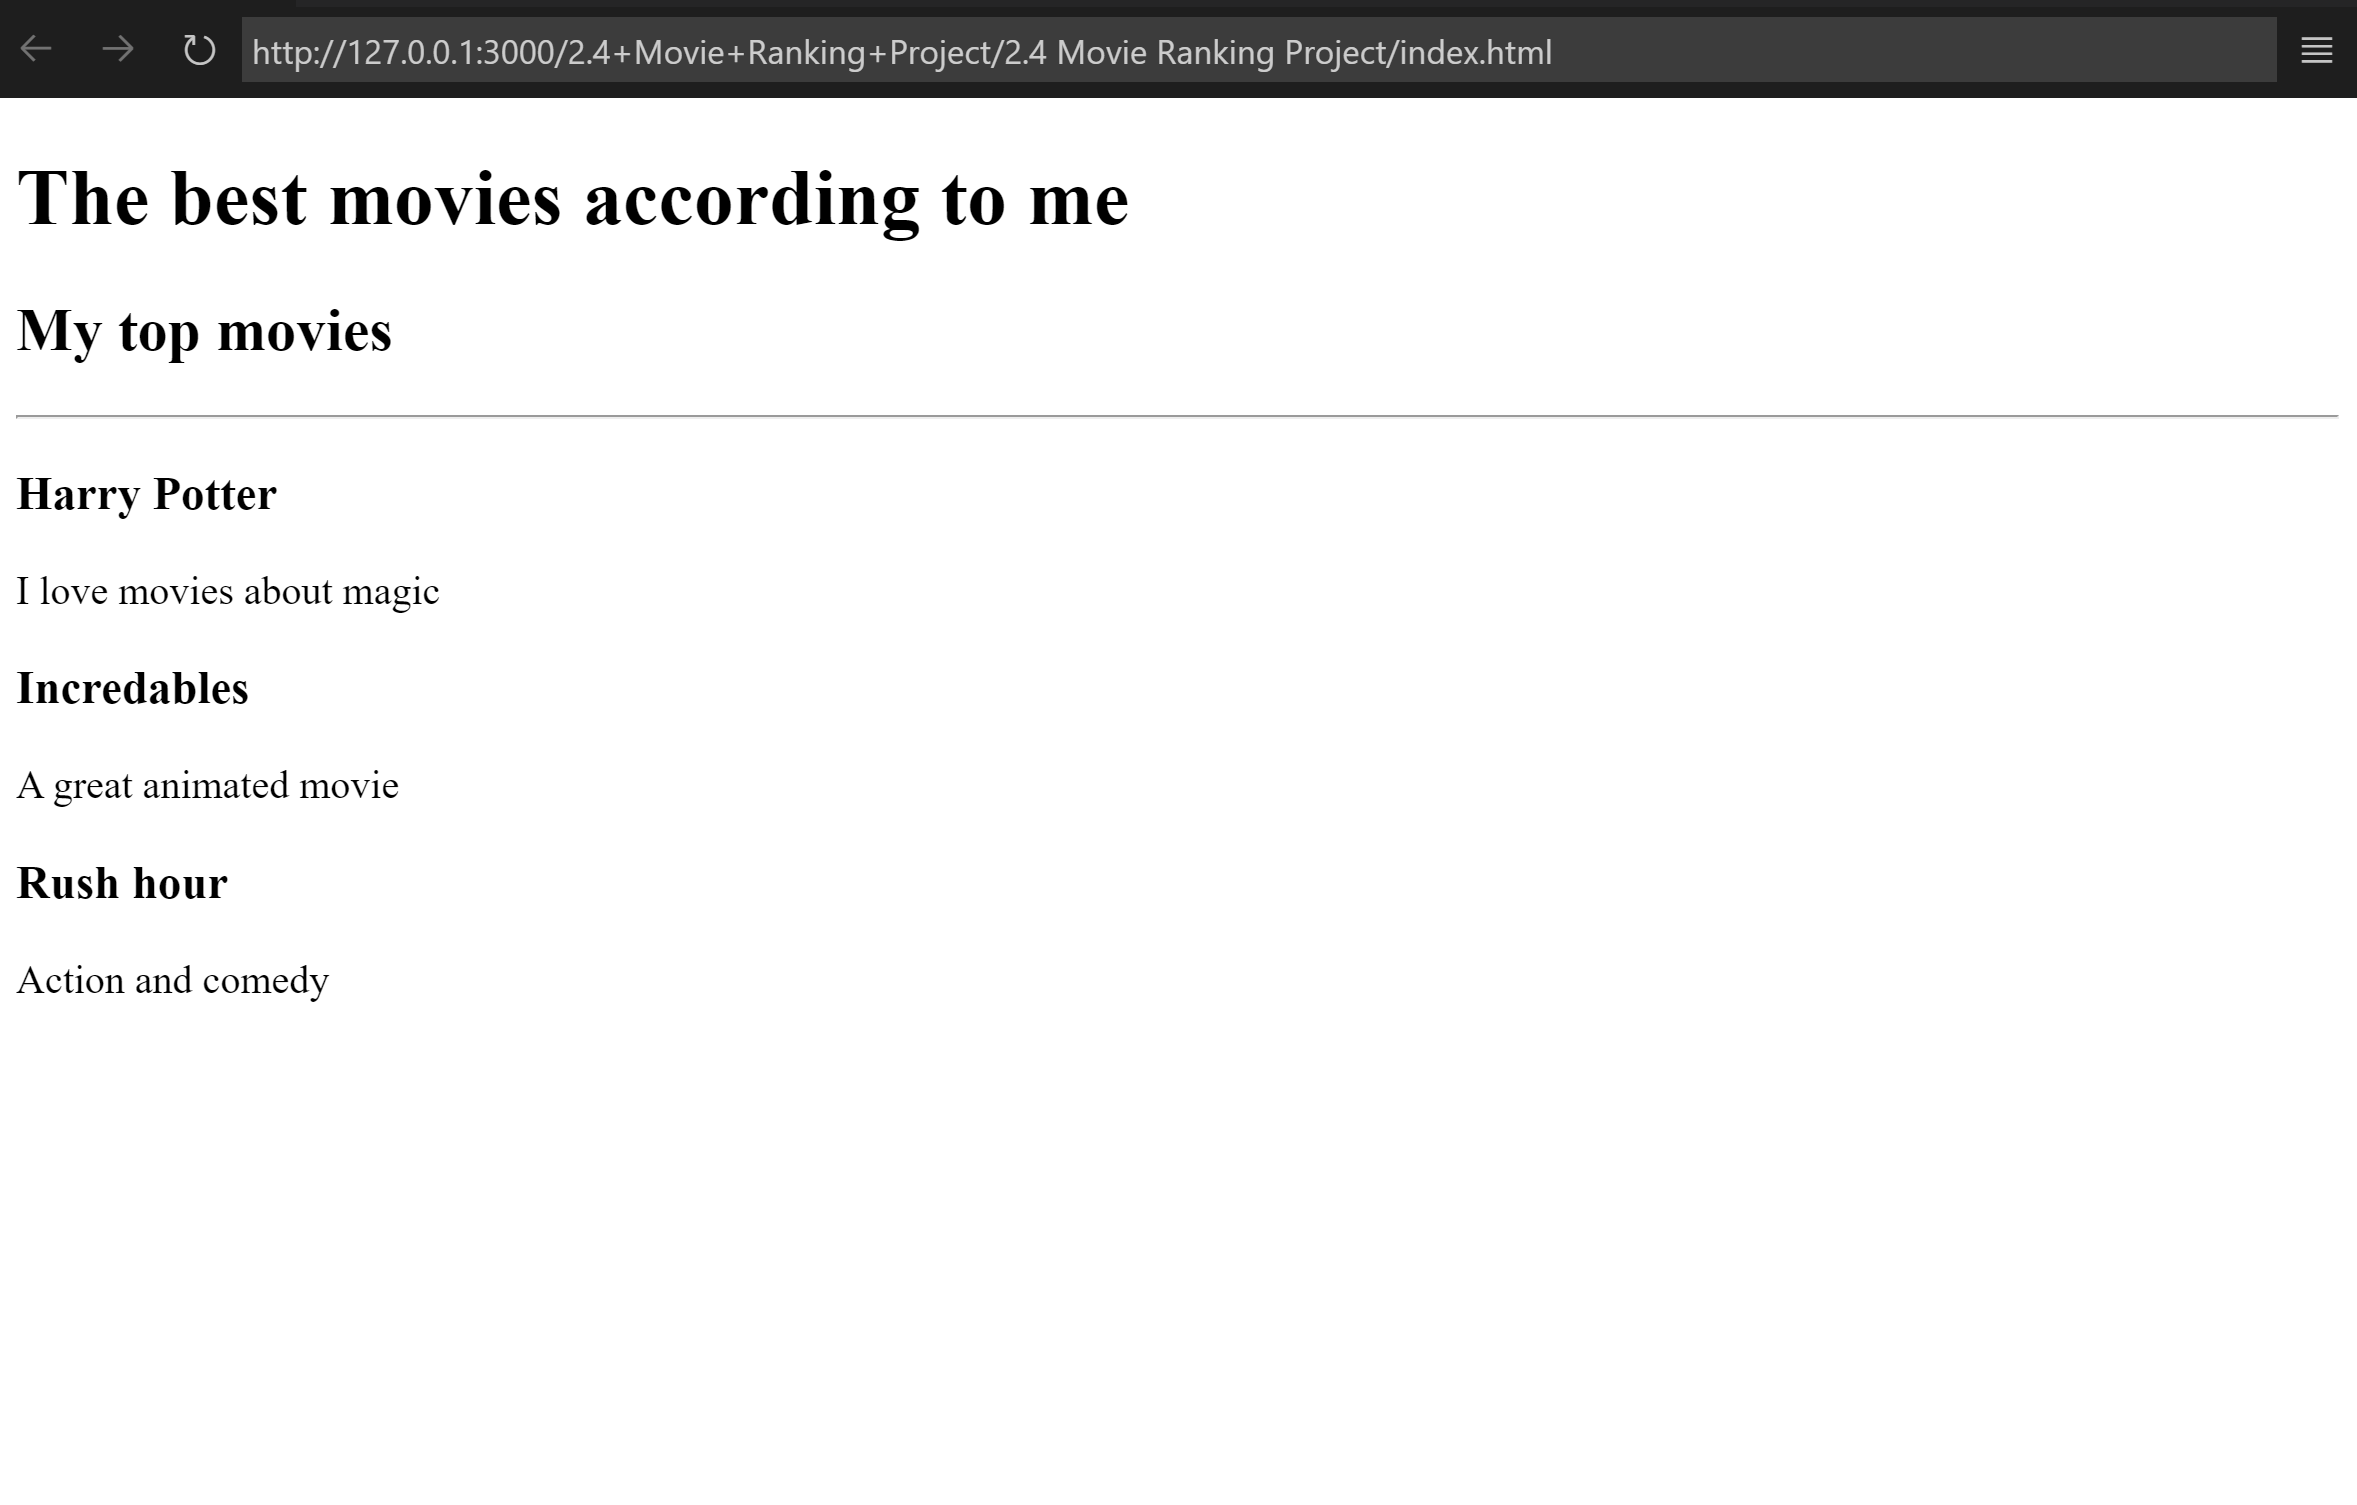 http://127.0.0.1:3000/2.4+Movie+Ranking+Project/2.4 Movie Ranking Project/index.html
The best movies according to me
My top movies
Harry Potter
I love movies about magic
Incredables
A great animated movie
Rush hour
Action and comedy